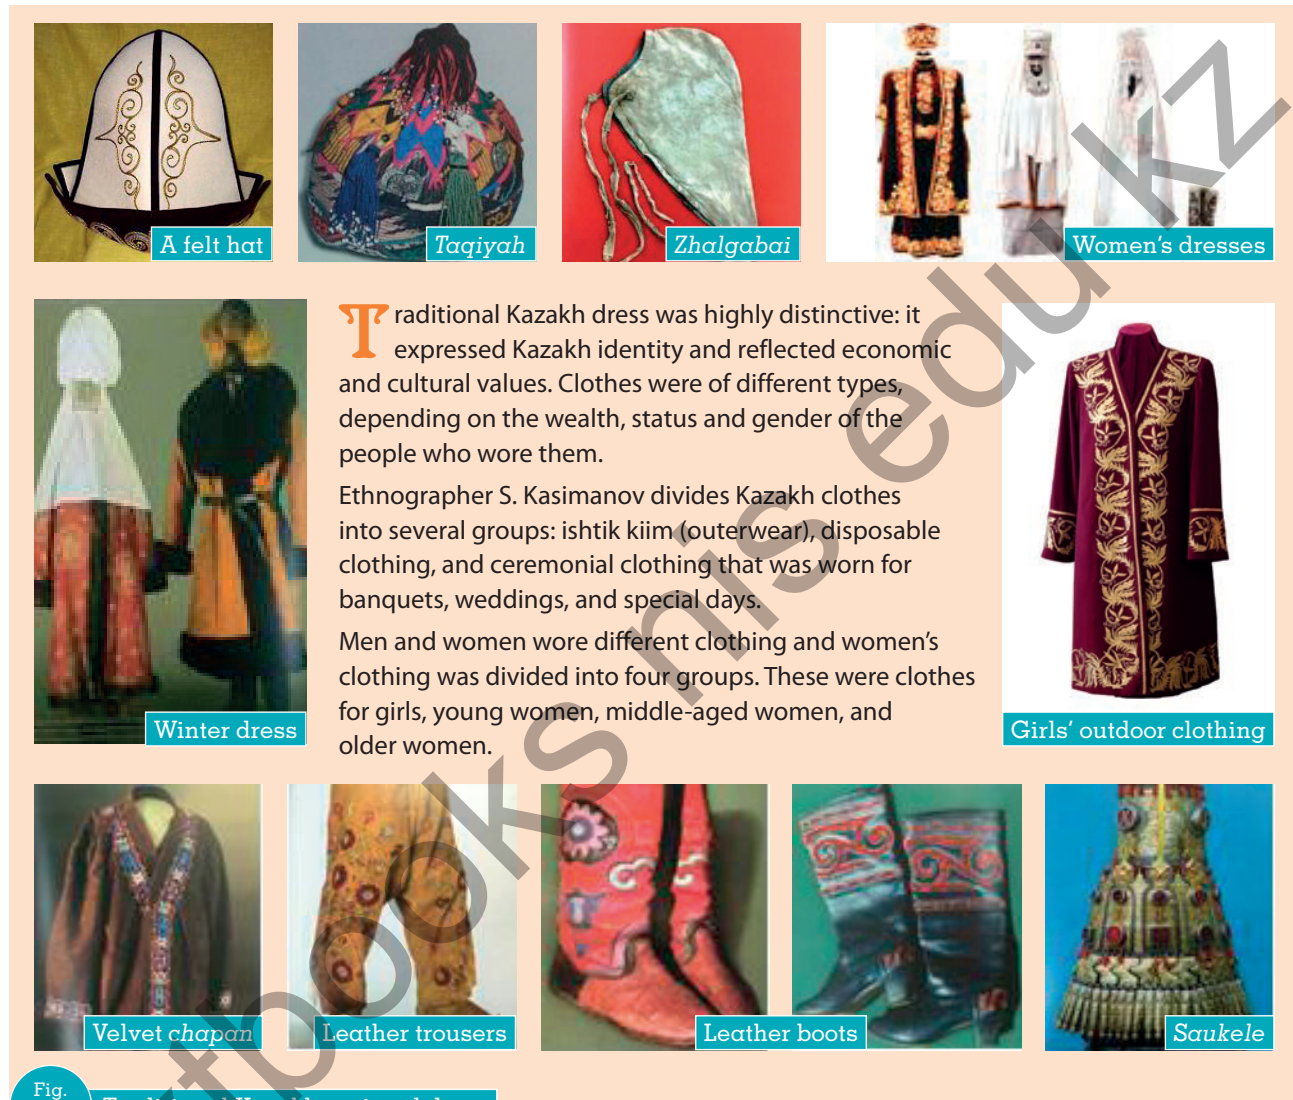 A felt hat
Taqiyah
Zhalgabai
Women's dresses
Traditional Kazakh dress was highly distinctive: it
expressed Kazakh identity and reflected economic
and cultural values. Clothes were of different types,
depending on the wealth, status and gender of the
people who wore them.
Ethnographer S. Kasimanov divides Kazakh clothes
into several groups: ishtik kiim (outerwear), disposable
clothing, and ceremonial clothing that was worn for
banquets, weddings, and special days.
Men and women wore different clothing and women's
clothing was divided into four groups. These were clothes
for girls, young women, middle-aged women, and
older women.
Winter dress
Girls' outdoor clothing
Velvet chapan
Leather trousers
Leather boots
Saukele
Fig.
tbooks nis edu kz